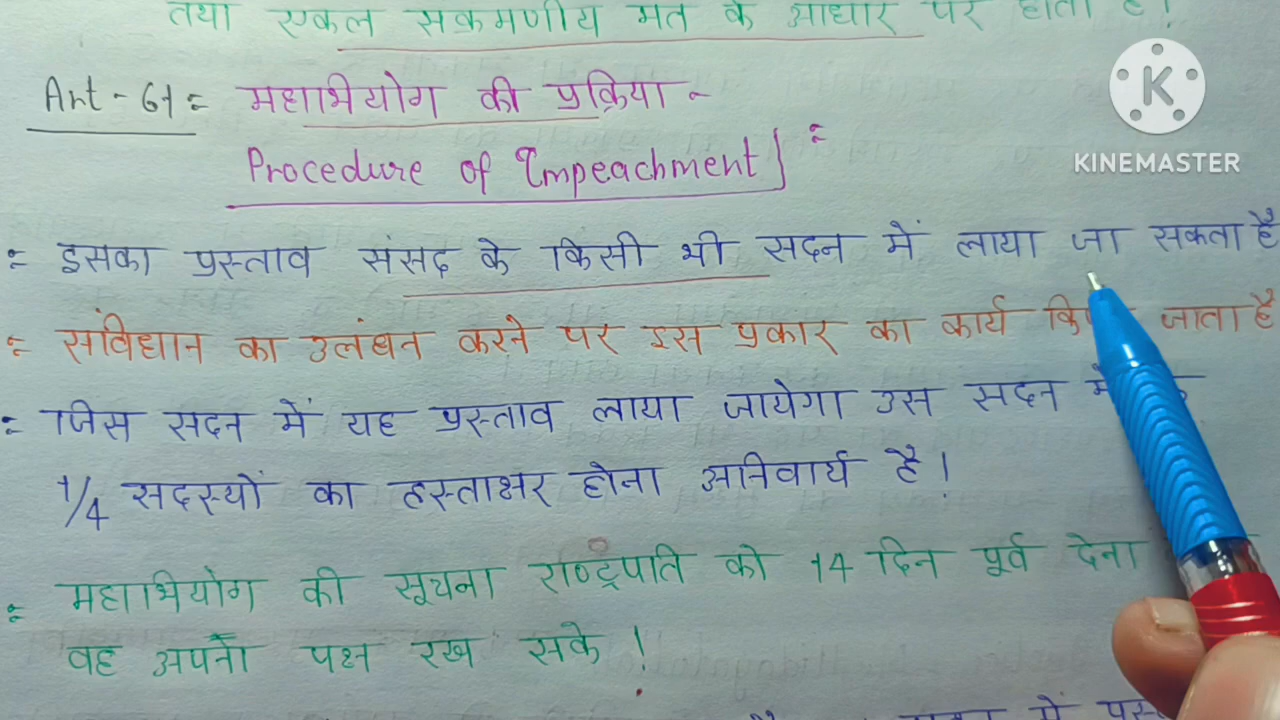 तथा एकल सक्रमणीय मत के आधार पर होता है!
Art - 61 = महाभियोग की प्रक्रिया -
Procedure of Impeachment] =
K
KINEMASTER
= इसका प्रस्ताव संसद के किसी भी सदन में लाया जा सकता है
= संविधान का उलंघन करने पर इस प्रकार का कार्य जाता है
= जिस सदन में यह प्रस्ताव लाया जायेगा उस सदन
1/4 सदस्यों का हस्ताक्षर होना अनिवार्य है!
= महाभियोग की सूचना राष्ट्रपति को 14 दिन पूर्व देना
वह अपना पक्ष रख सके!